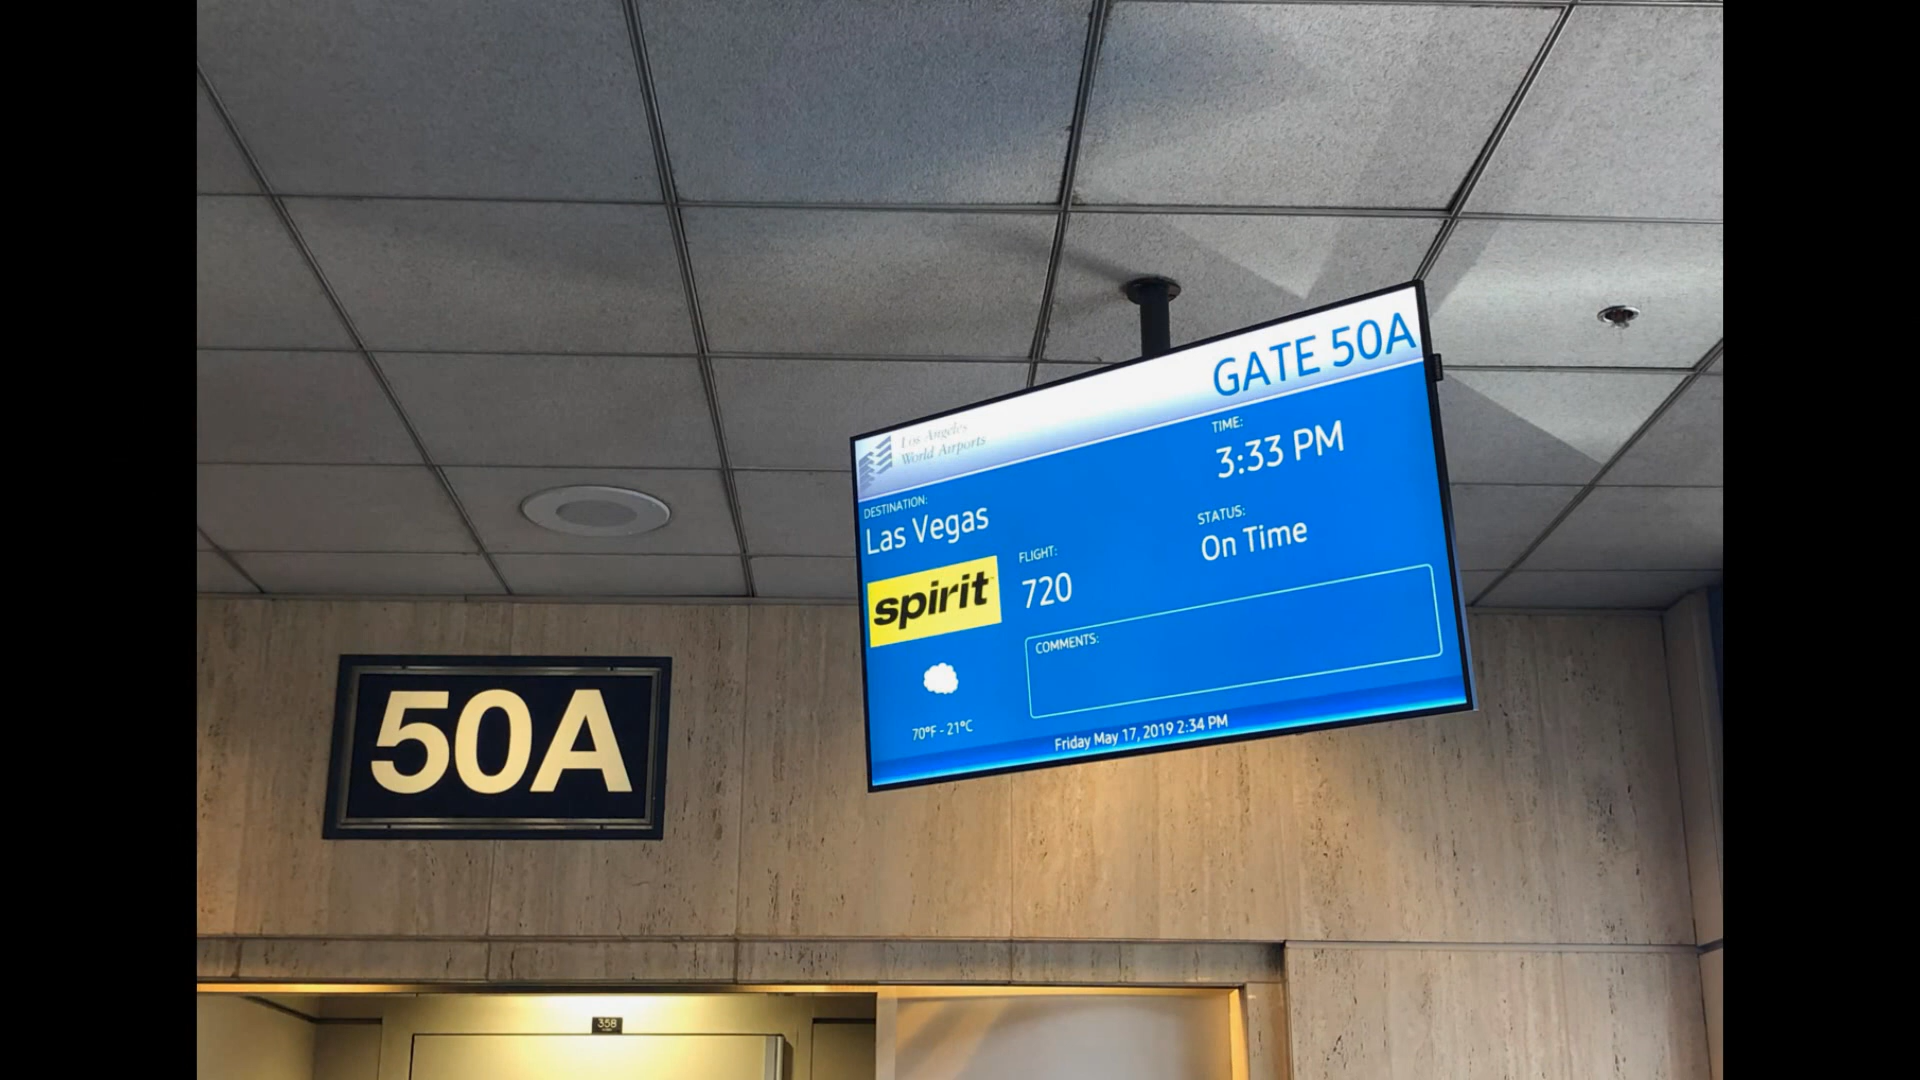 GATE 50A
Los Angeles
World Airports
TIME:
3:33 PM
DESTINATION:
Las Vegas
STATUS:
On Time
spirit
FLIGHT:
720
COMMENTS:
70°F - 21°C
Friday May 17, 2019 2:34 PM
50A
358